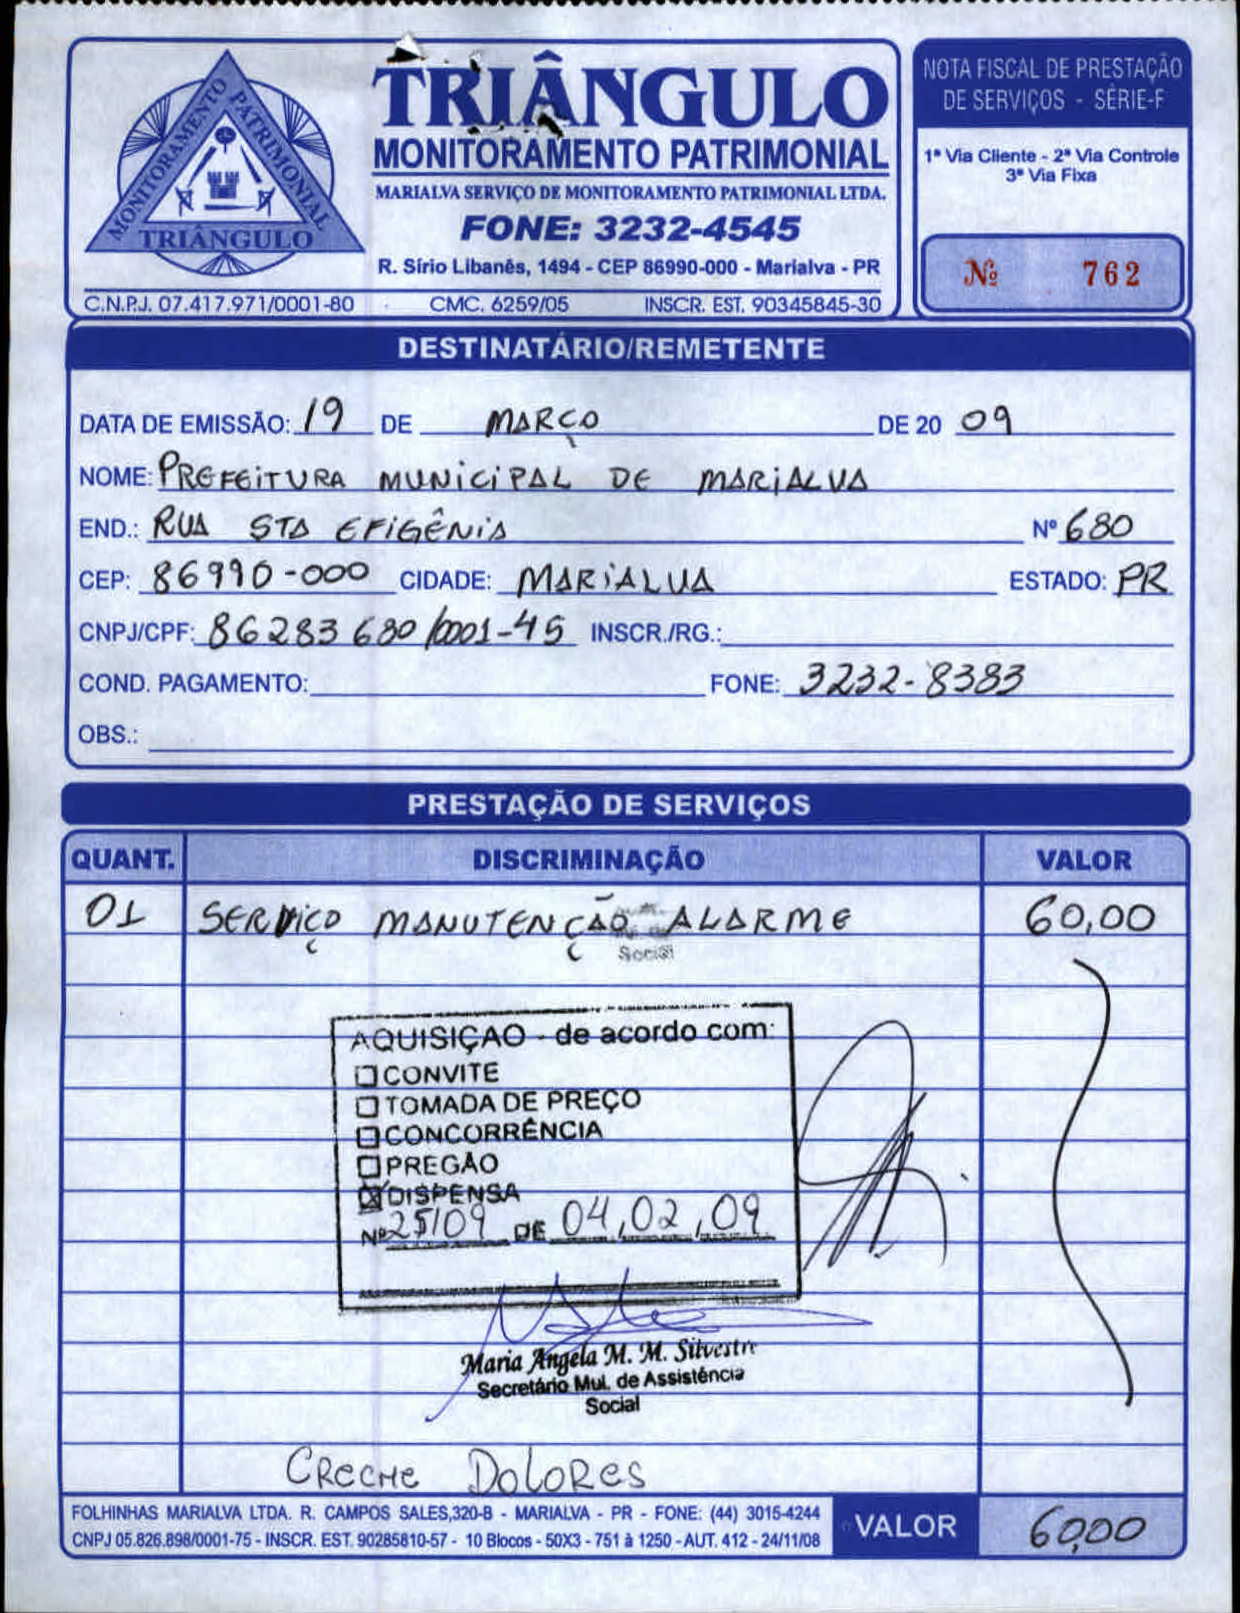 MONITORAMENTO PATRIMONIAL
TRIÂNGULO
TRIÂNGULO
MONITORAMENTO PATRIMONIAL
MARIALVA SERVIÇO DE MONITORAMENTO PATRIMONIAL LTDA.
FONE: 3232-4545
R. Sírio Libanês, 1494 - CEP 86990-000 - Marialva - PR
C.N.P.J. 07.417.971/0001-80 CMC. 6259/05 INSCR. EST. 90345845-30
NOTA FISCAL DE PRESTAÇÃO
DE SERVIÇOS - SÉRIE-F
1ª Via Cliente - 2ª Via Controle
3ª Via Fixa
Nº 762
DESTINATÁRIO/REMETENTE
DATA DE EMISSÃO: 19 DE MARÇO DE 20 09
NOME: PREFEITURA MUNICIPAL DE MARIALVA
END.: RUA STA EFIGÊNIA Nº 680
CEP: 86990-000 CIDADE: MARIALVA ESTADO: PR
CNPJ/CPF: 86283680/0001-45 INSCR./RG.:
COND. PAGAMENTO: FONE: 3232-8383
OBS.:
PRESTAÇÃO DE SERVIÇOS
QUANT. DISCRIMINAÇÃO VALOR
01 SERVIÇO MANUTENÇÃO ALARME 60,00
Social
AQUISIÇAO - de acordo com:
CONVITE
TOMADA DE PREÇO
CONCORRÊNCIA
PREGÃO
DISPENSA
Nº 25/09 DE 04,02,09
Maria Angela M. M. Silvestre
Secretário Mul. de Assistência
Social
CRECHE DOLORES
FOLHINHAS MARIALVA LTDA. R. CAMPOS SALES,320-B - MARIALVA - PR - FONE: (44) 3015-4244
CNPJ 05.826.898/0001-75 - INSCR. EST. 90285810-57 - 10 Blocos - 50X3 - 751 à 1250 - AUT. 412 - 24/11/08
VALOR 60,00